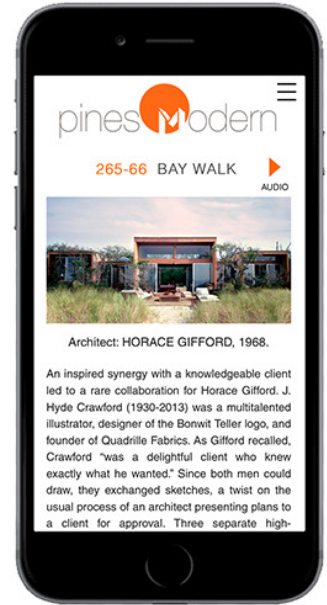 pinesModern
265-66 BAY WALK
AUDIO
Architect: HORACE GIFFORD, 1968.
An inspired synergy with a knowledgeable client
led to a rare collaboration for Horace Gifford. J.
Hyde Crawford (1930-2013) was a multitalented
illustrator, designer of the Bonwit Teller logo, and
founder of Quadrille Fabrics. As Gifford recalled,
Crawford "was a delightful client who knew
exactly what he wanted." Since both men could
draw, they exchanged sketches, a twist on the
usual process of an architect presenting plans to
a client for approval. Three separate high-